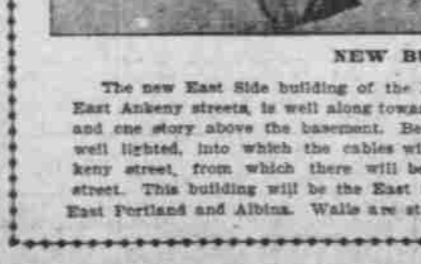 NEW BU
The new East Side building of the
East Ankeny streets, is well along towa
and one story above the basement. Be
well lighted, into which the cables wi
keny street, from which there will be
street. This building will be the East
East Portland and Albina. Walls are st